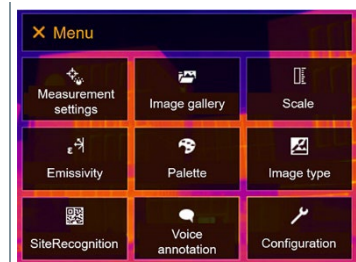 Menu
Measurement
settings
Image gallery
Scale
Emissivity
Palette
Image type
SiteRecognition
Voice
annotation
Configuration